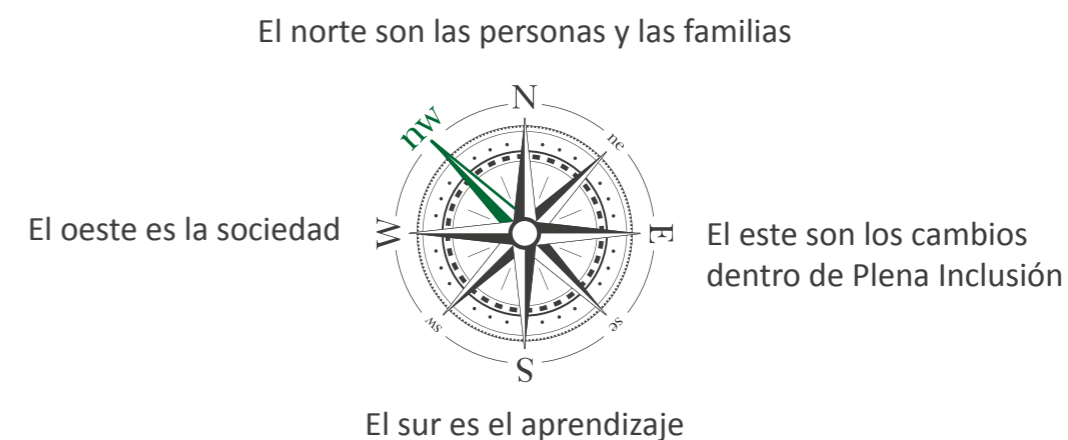 El norte son las personas y las familias
N
nw
ne
El oeste es la sociedad
W
E
El este son los cambios
dentro de Plena Inclusión
sw
se
S
El sur es el aprendizaje